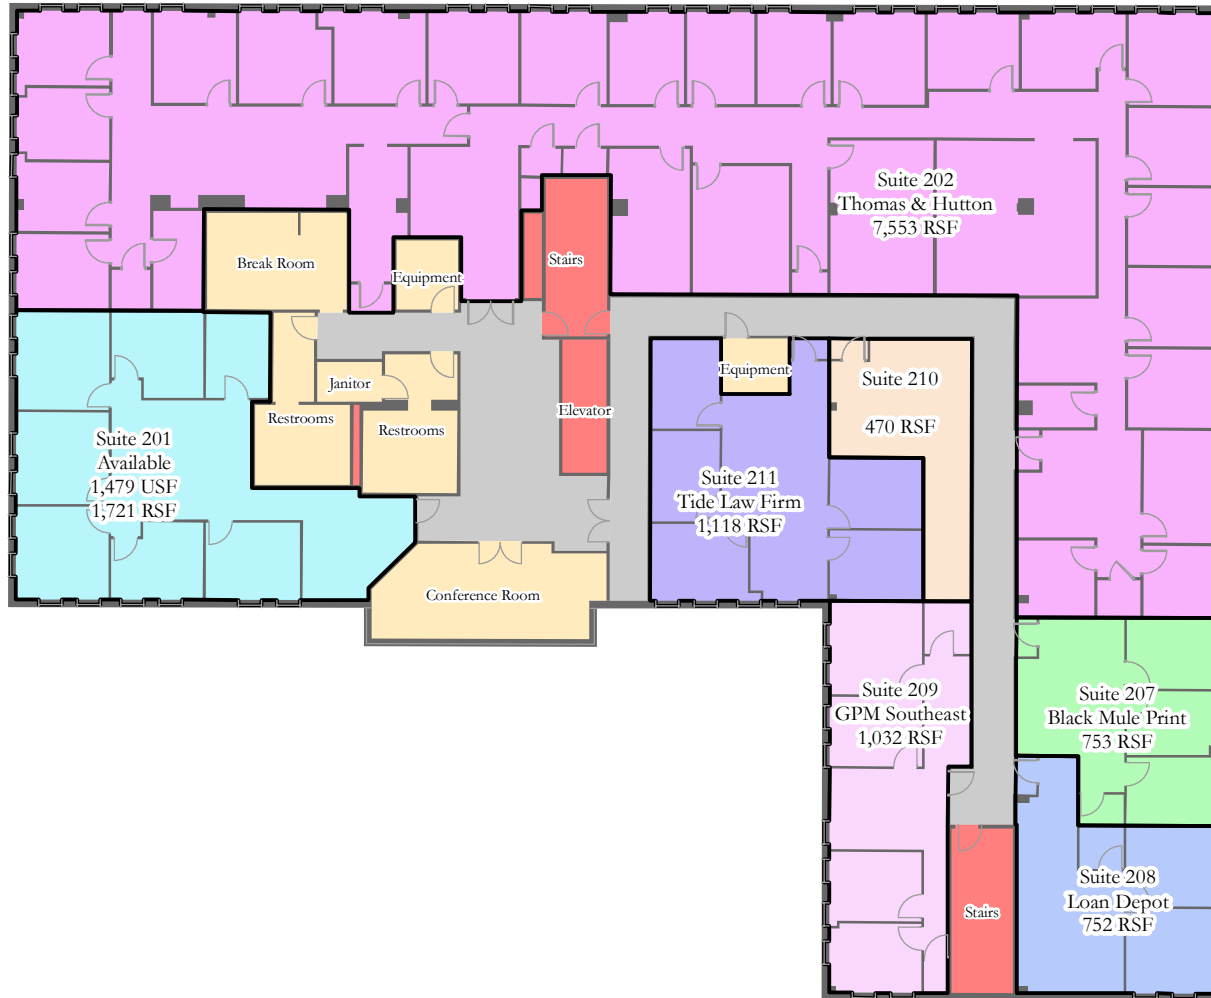 Suite 202
Thomas & Hutton
7,553 RSF
Stairs
Break Room
Equipment
Equipment
Suite 210
470 RSF
Janitor
Elevator
Restrooms
Restrooms
Suite 201
Available
1,479 USF
1,721 RSF
Suite 211
Tide Law Firm
1,118 RSF
Conference Room
Suite 209
GPM Southeast
1,032 RSF
Suite 207
Black Mule Print
753 RSF
Suite 208
Loan Depot
752 RSF
Stairs